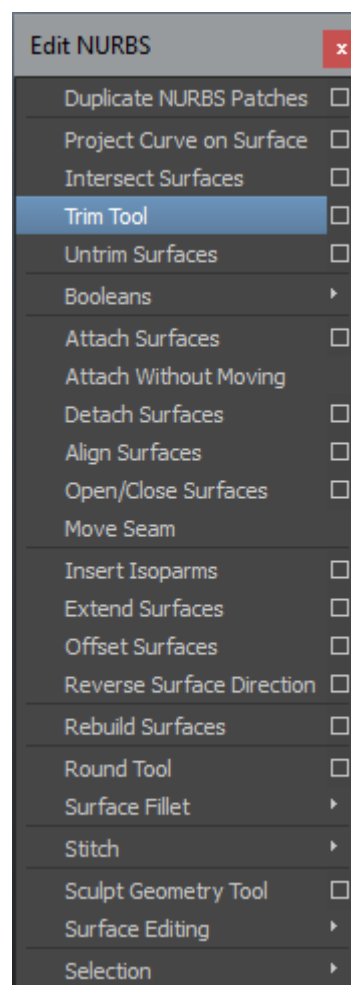 Edit NURBS
x
Duplicate NURBS Patches
Project Curve on Surface
Intersect Surfaces
Trim Tool
Untrim Surfaces
Booleans
Attach Surfaces
Attach Without Moving
Detach Surfaces
Align Surfaces
Open/Close Surfaces
Move Seam
Insert Isoparms
Extend Surfaces
Offset Surfaces
Reverse Surface Direction
Rebuild Surfaces
Round Tool
Surface Fillet
Stitch
Sculpt Geometry Tool
Surface Editing
Selection